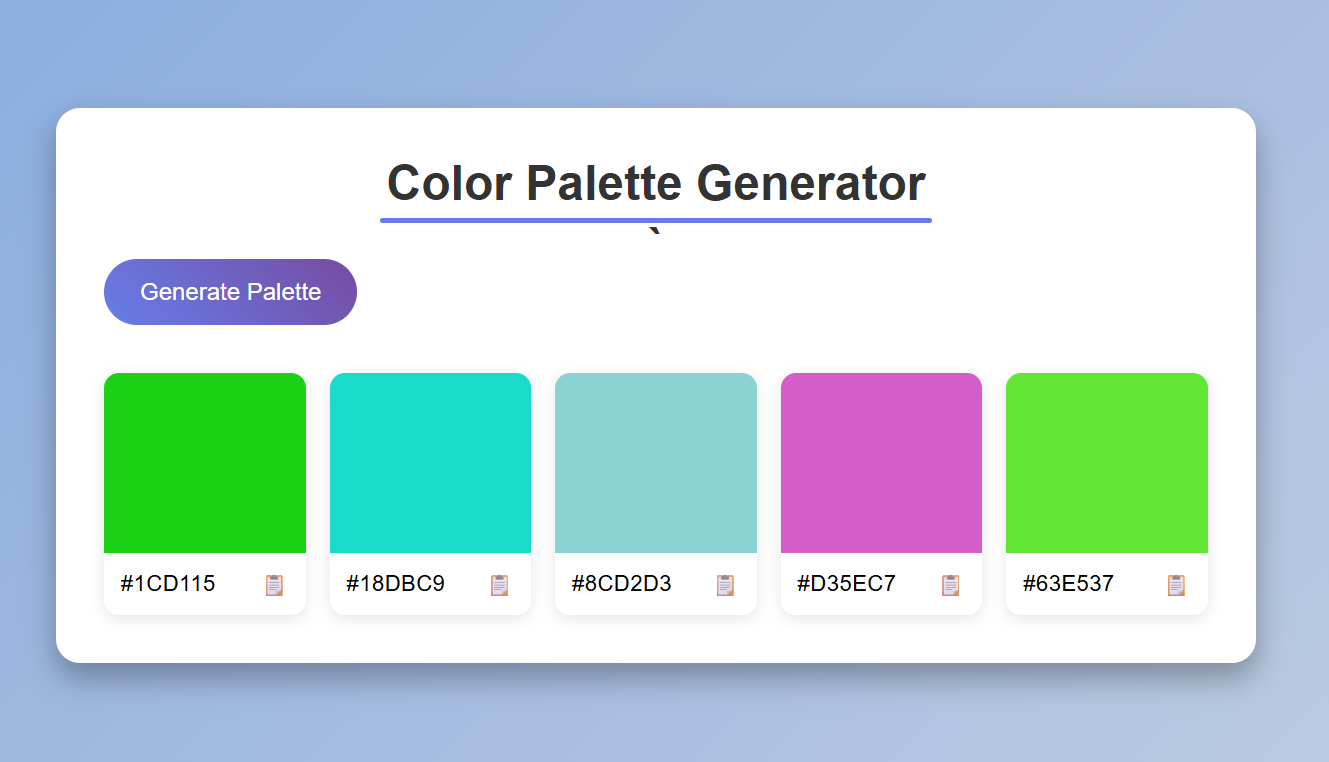 Color Palette Generator
`
Generate Palette
#1CD115
#18DBC9
#8CD2D3
#D35EC7
#63E537